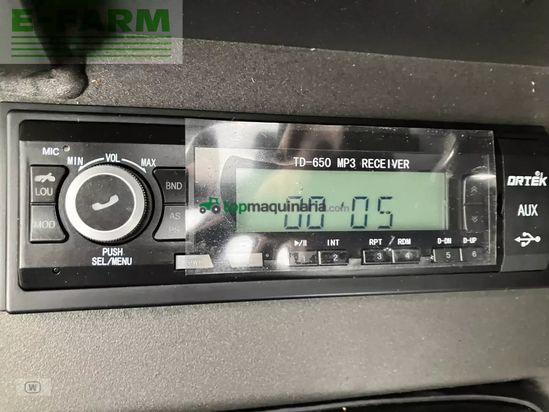 E-FARM
MIC
MIN VOL MAX
LOU
BND
MOD
AS
PS
PUSH
SEL/MENU
TD-650 MP3 RECEIVER
00:05
topmaquinaria.com
▶/II INT RPT RDM D-DN D-UP
2 3 4 5 6
ORTEK
AUX
W